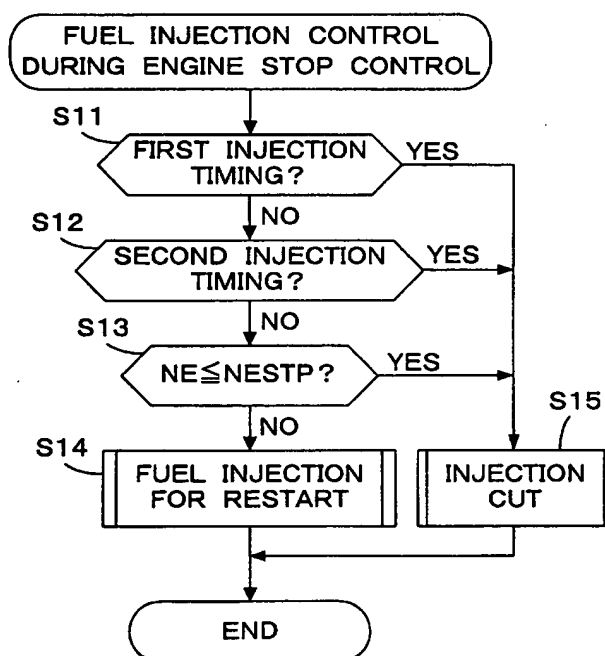 FUEL INJECTION CONTROL
DURING ENGINE STOP CONTROL
S11
FIRST INJECTION
TIMING?
YES
NO
S12
SECOND INJECTION
TIMING?
YES
NO
S13
NE≦NESTP?
YES
NO
S14
FUEL INJECTION
FOR RESTART
S15
INJECTION
CUT
END